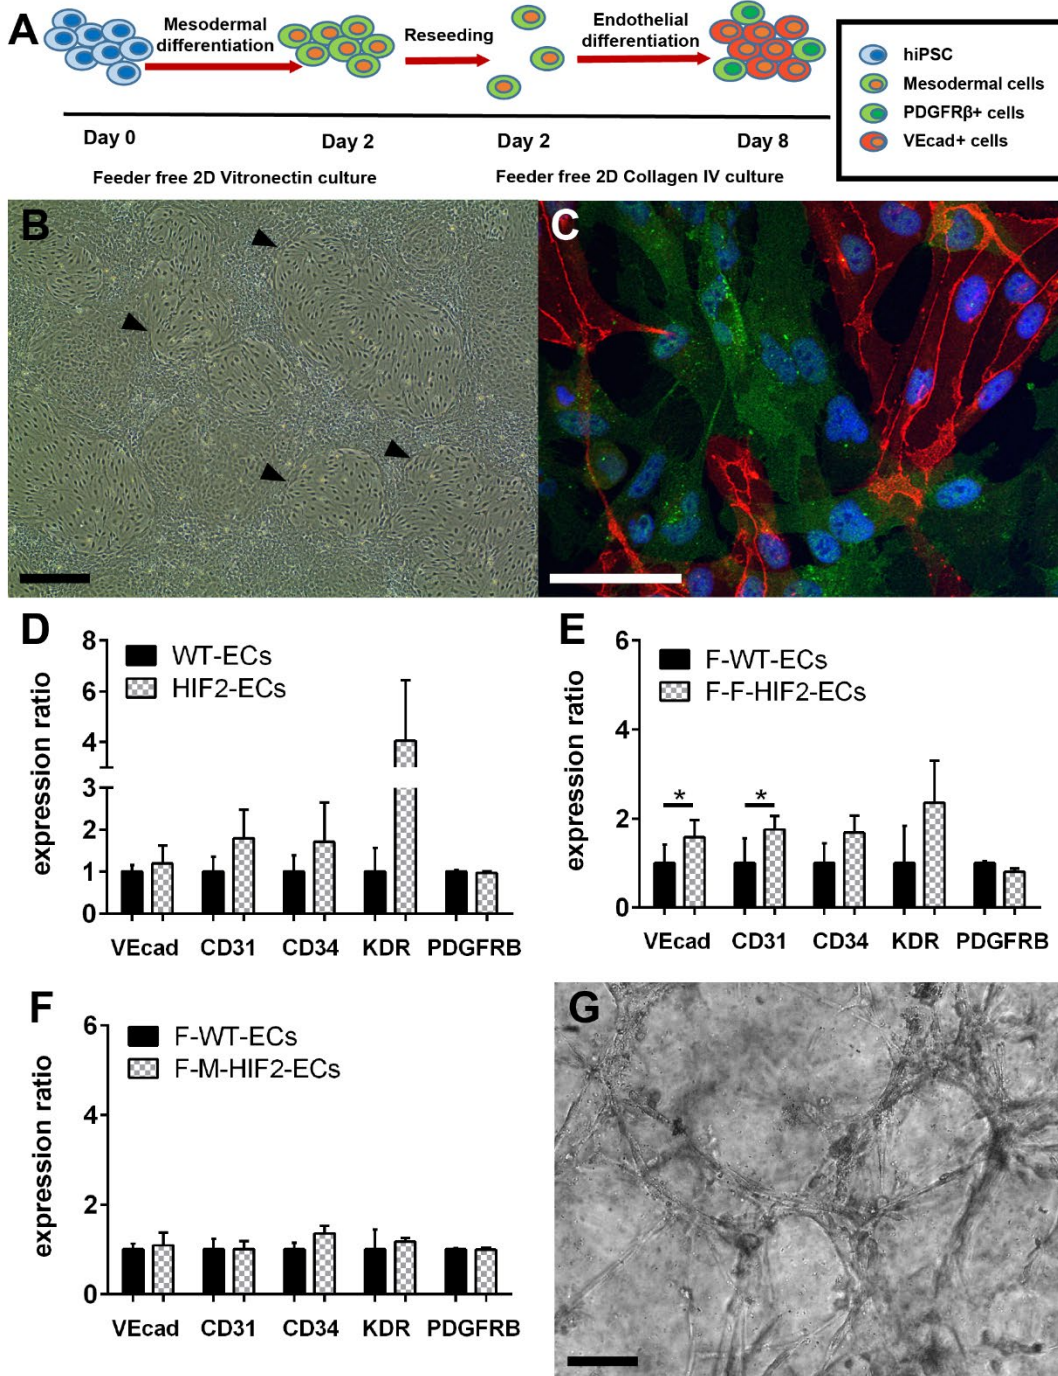 A
Mesodermal
differentiation
Reseeding
Endothelial
differentiation
hiPSC
Mesodermal cells
PDGFRβ+ cells
VEcad+ cells
Day 0
Day 2
Day 2
Day 8
Feeder free 2D Vitronectin culture
Feeder free 2D Collagen IV culture
B
C
D
expression ratio
8
6
4
3
2
1
0
WT-ECs
HIF2-ECs
VEcad
CD31
CD34
KDR
PDGFRB
E
expression ratio
6
4
2
0
F-WT-ECs
F-F-HIF2-ECs
*
*
VEcad
CD31
CD34
KDR
PDGFRB
F
expression ratio
6
4
2
0
F-WT-ECs
F-M-HIF2-ECs
VEcad
CD31
CD34
KDR
PDGFRB
G